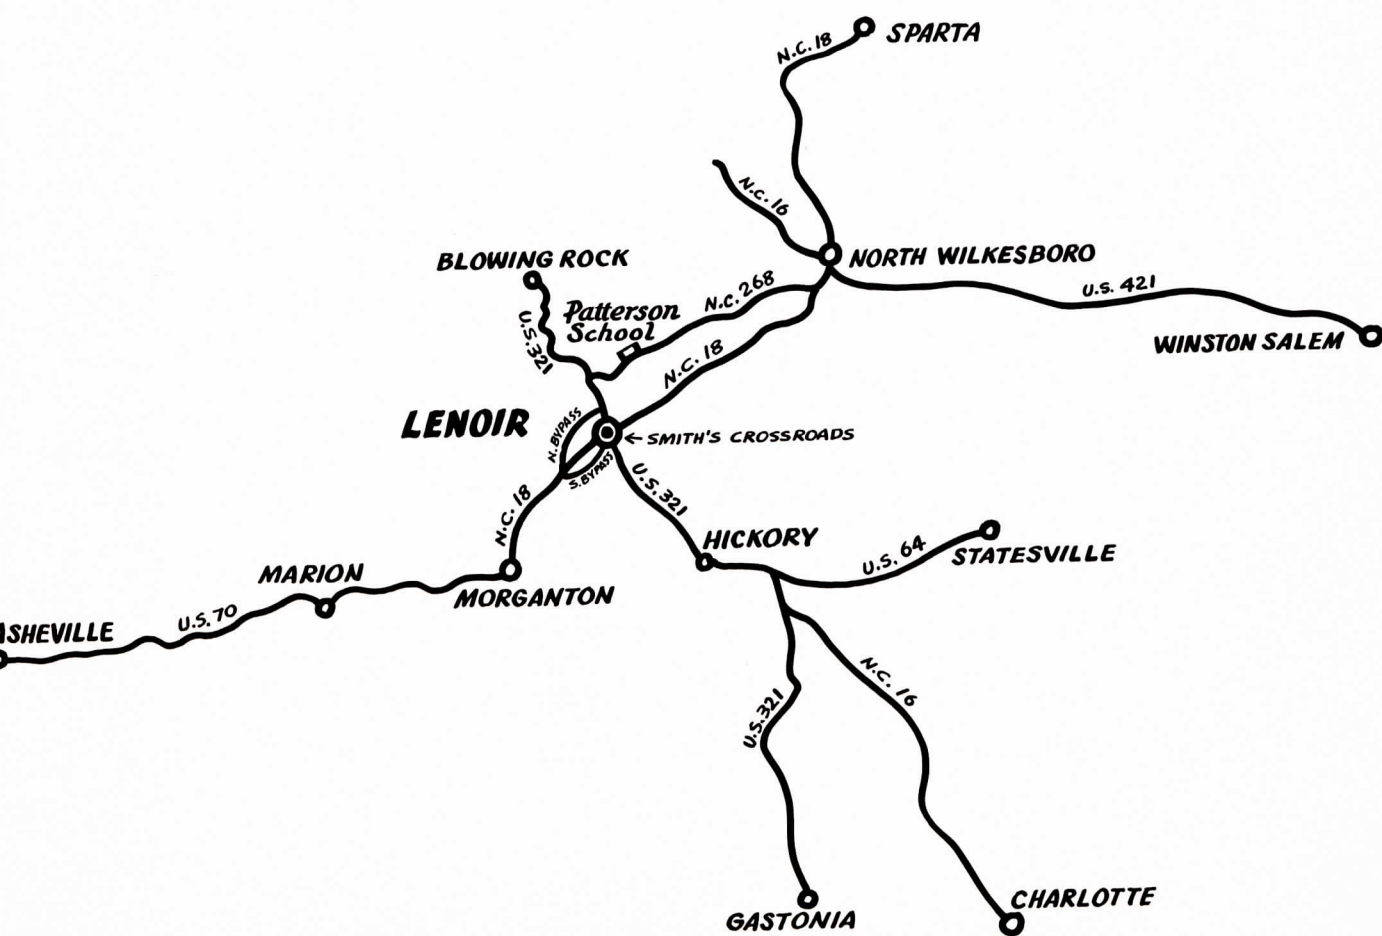 SPARTA
N.C. 18
N.C. 16
NORTH WILKESBORO
BLOWING ROCK
U.S. 321
Patterson
School
N.C. 268
U.S. 421
WINSTON SALEM
N.C. 18
LENOIR
N. BYPASS
← SMITH'S CROSSROADS
S. BYPASS
U.S. 321
N.C. 18
HICKORY
U.S. 64
STATESVILLE
MARION
MORGANTON
U.S. 70
ASHEVILLE
N.C. 16
U.S. 321
GASTONIA
CHARLOTTE